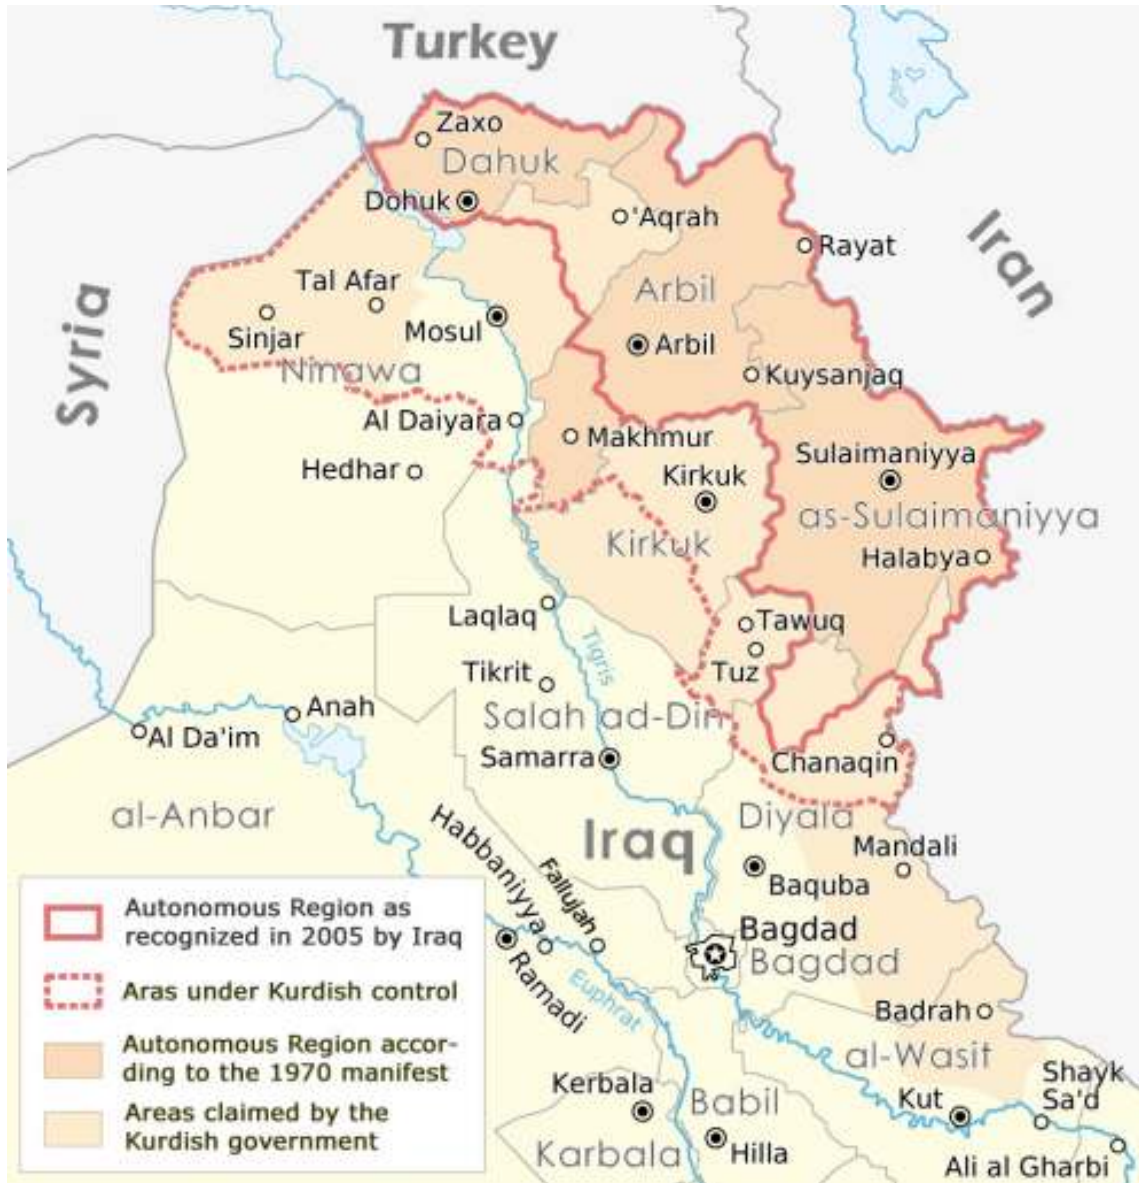 Turkey
Zaxo
Dahuk
Dohuk
'Aqrah
Rayat
Iran
Syria
Tal Afar
Sinjar
Mosul
Ninawa
Arbil
Arbil
Kuysanjaq
Al Daiyara
Hedhar
Makhmur
Kirkuk
Kirkuk
Sulaimaniyya
as-Sulaimaniyya
Halabya
Laqlaq
Tigris
Tawuq
Tuz
Tikrit
Salah ad-Din
Samarra
Chanaqin
Anah
Al Da'im
al-Anbar
Iraq
Diyala
Mandali
Baquba
Habbaniyya
Fallujah
Ramadi
Euphrat
Bagdad
Bagdad
Badrah
al-Wasit
Shayk
Sa'd
Kut
Ali al Gharbi
Kerbala
Karbala
Babil
Hilla
Autonomous Region as
recognized in 2005 by Iraq
Aras under Kurdish control
Autonomous Region accor-
ding to the 1970 manifest
Areas claimed by the
Kurdish government